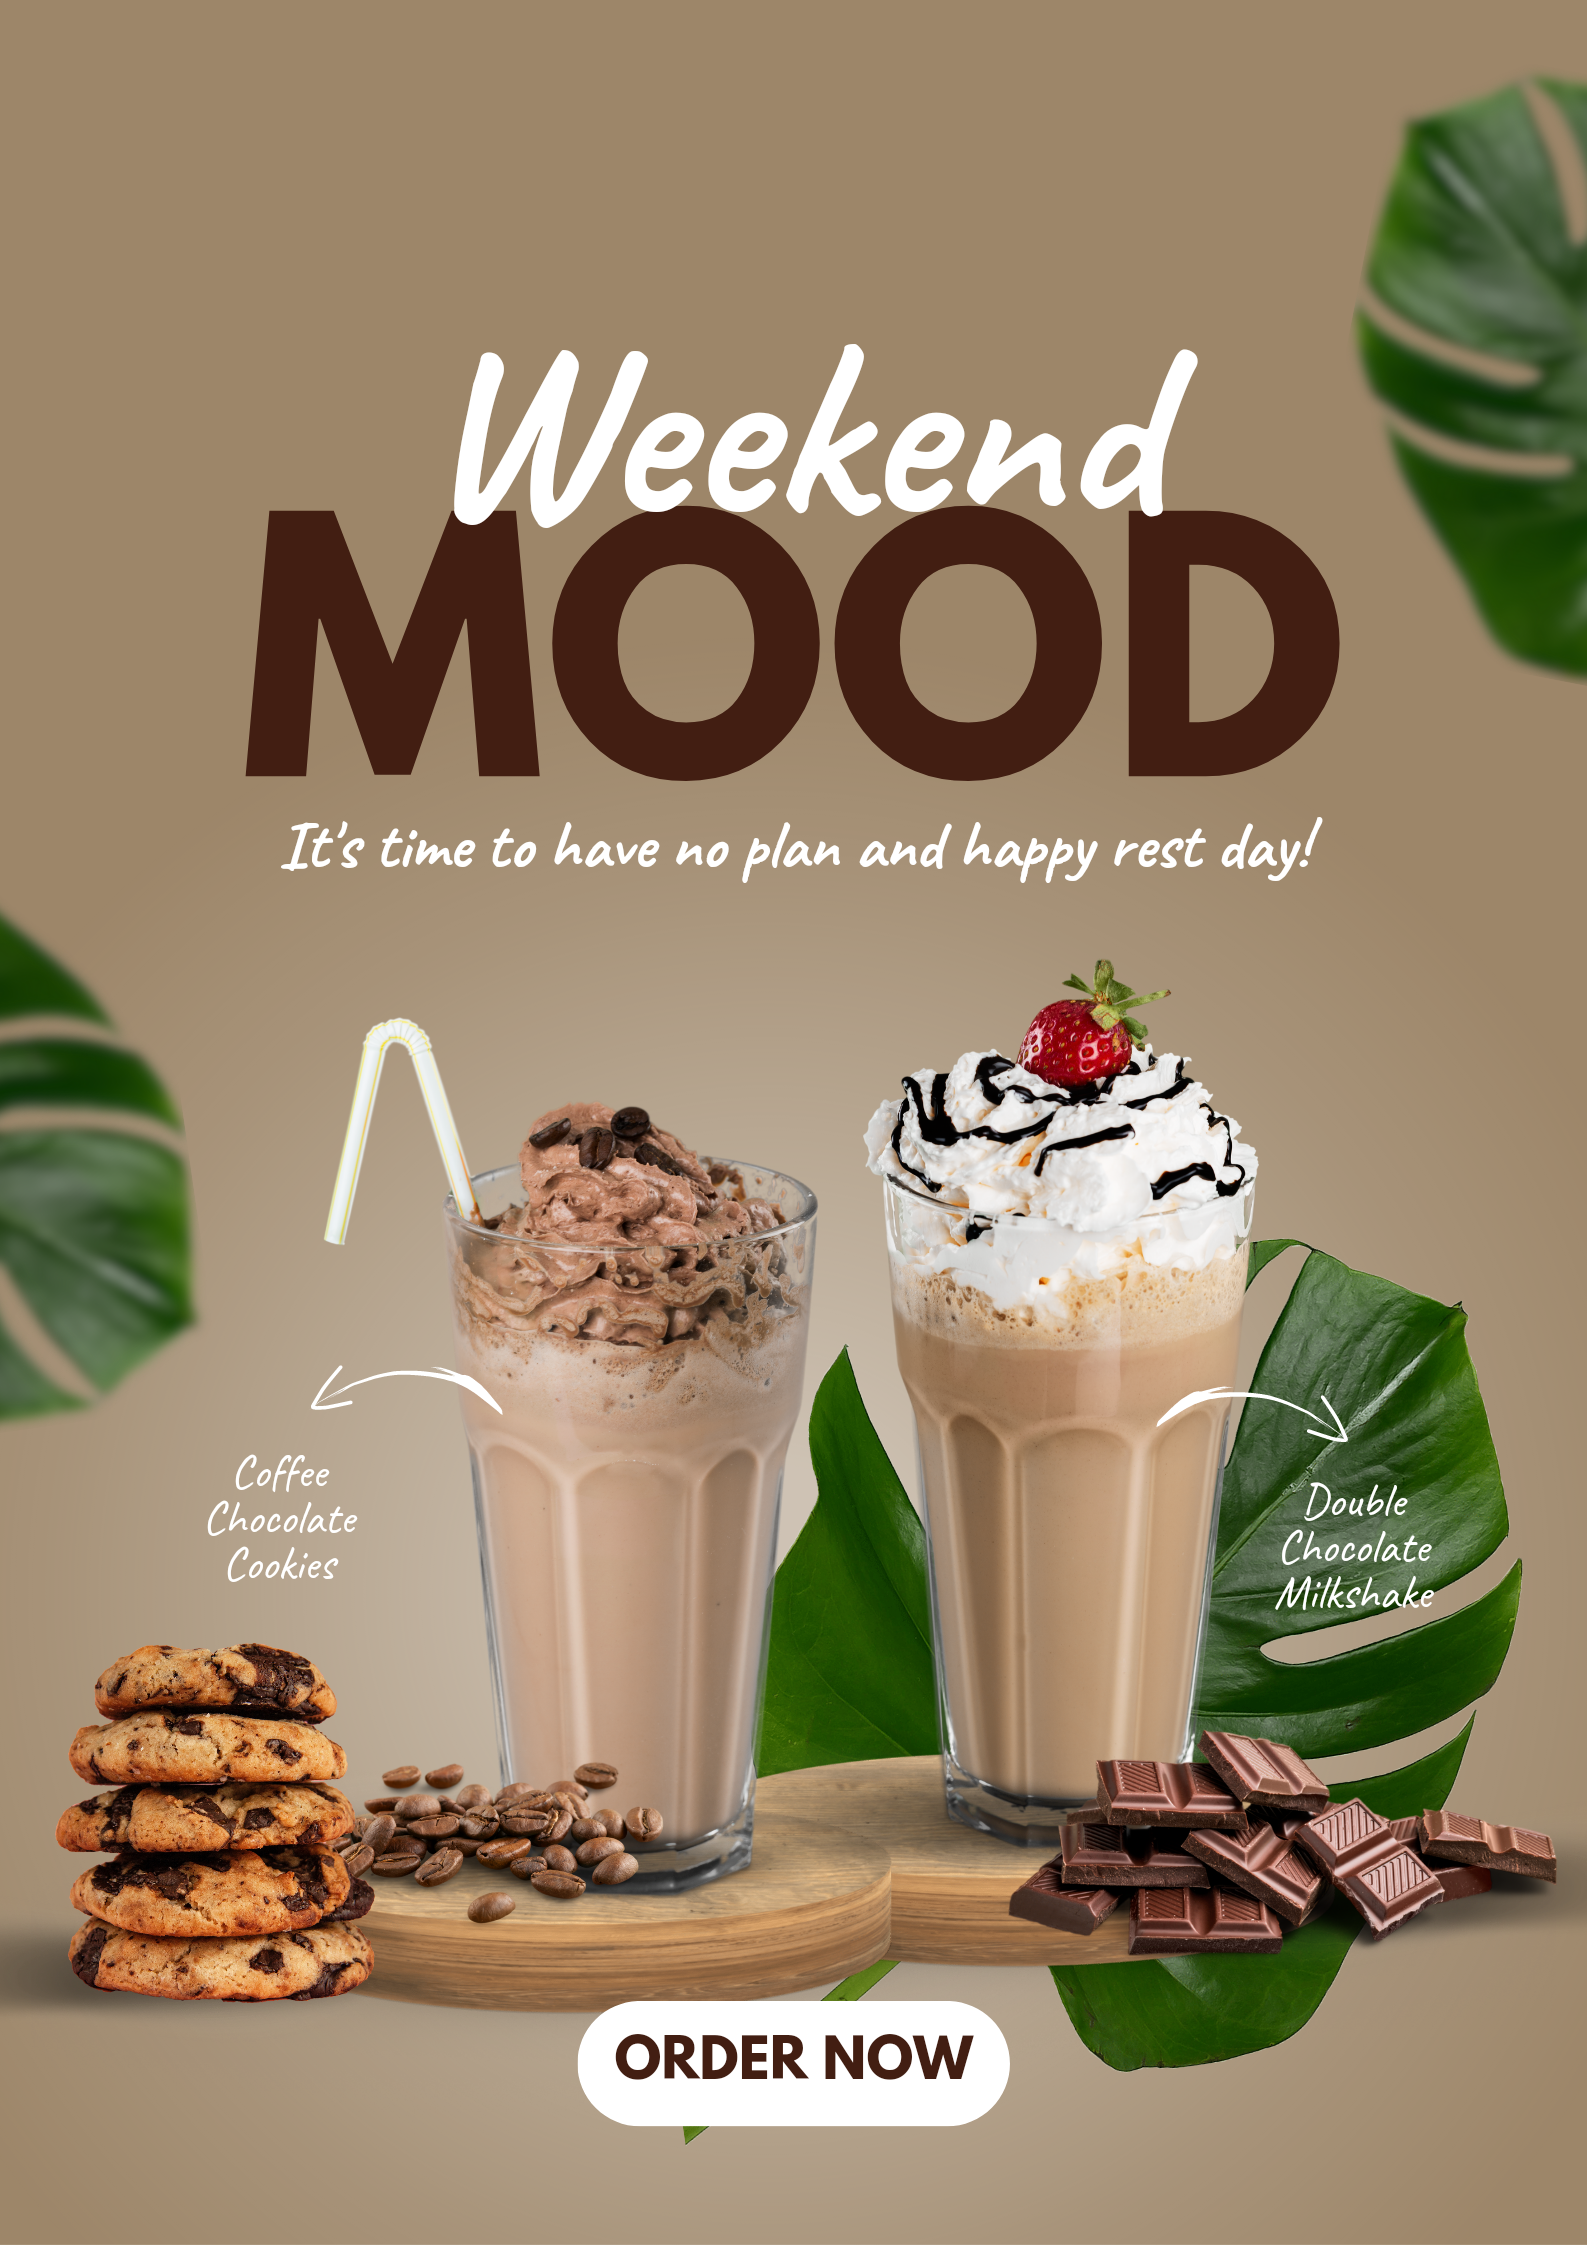 Weekend
MOOD
It's time to have no plan and happy rest day!
Coffee
Chocolate
Cookies
Double
Chocolate
Milkshake
ORDER NOW